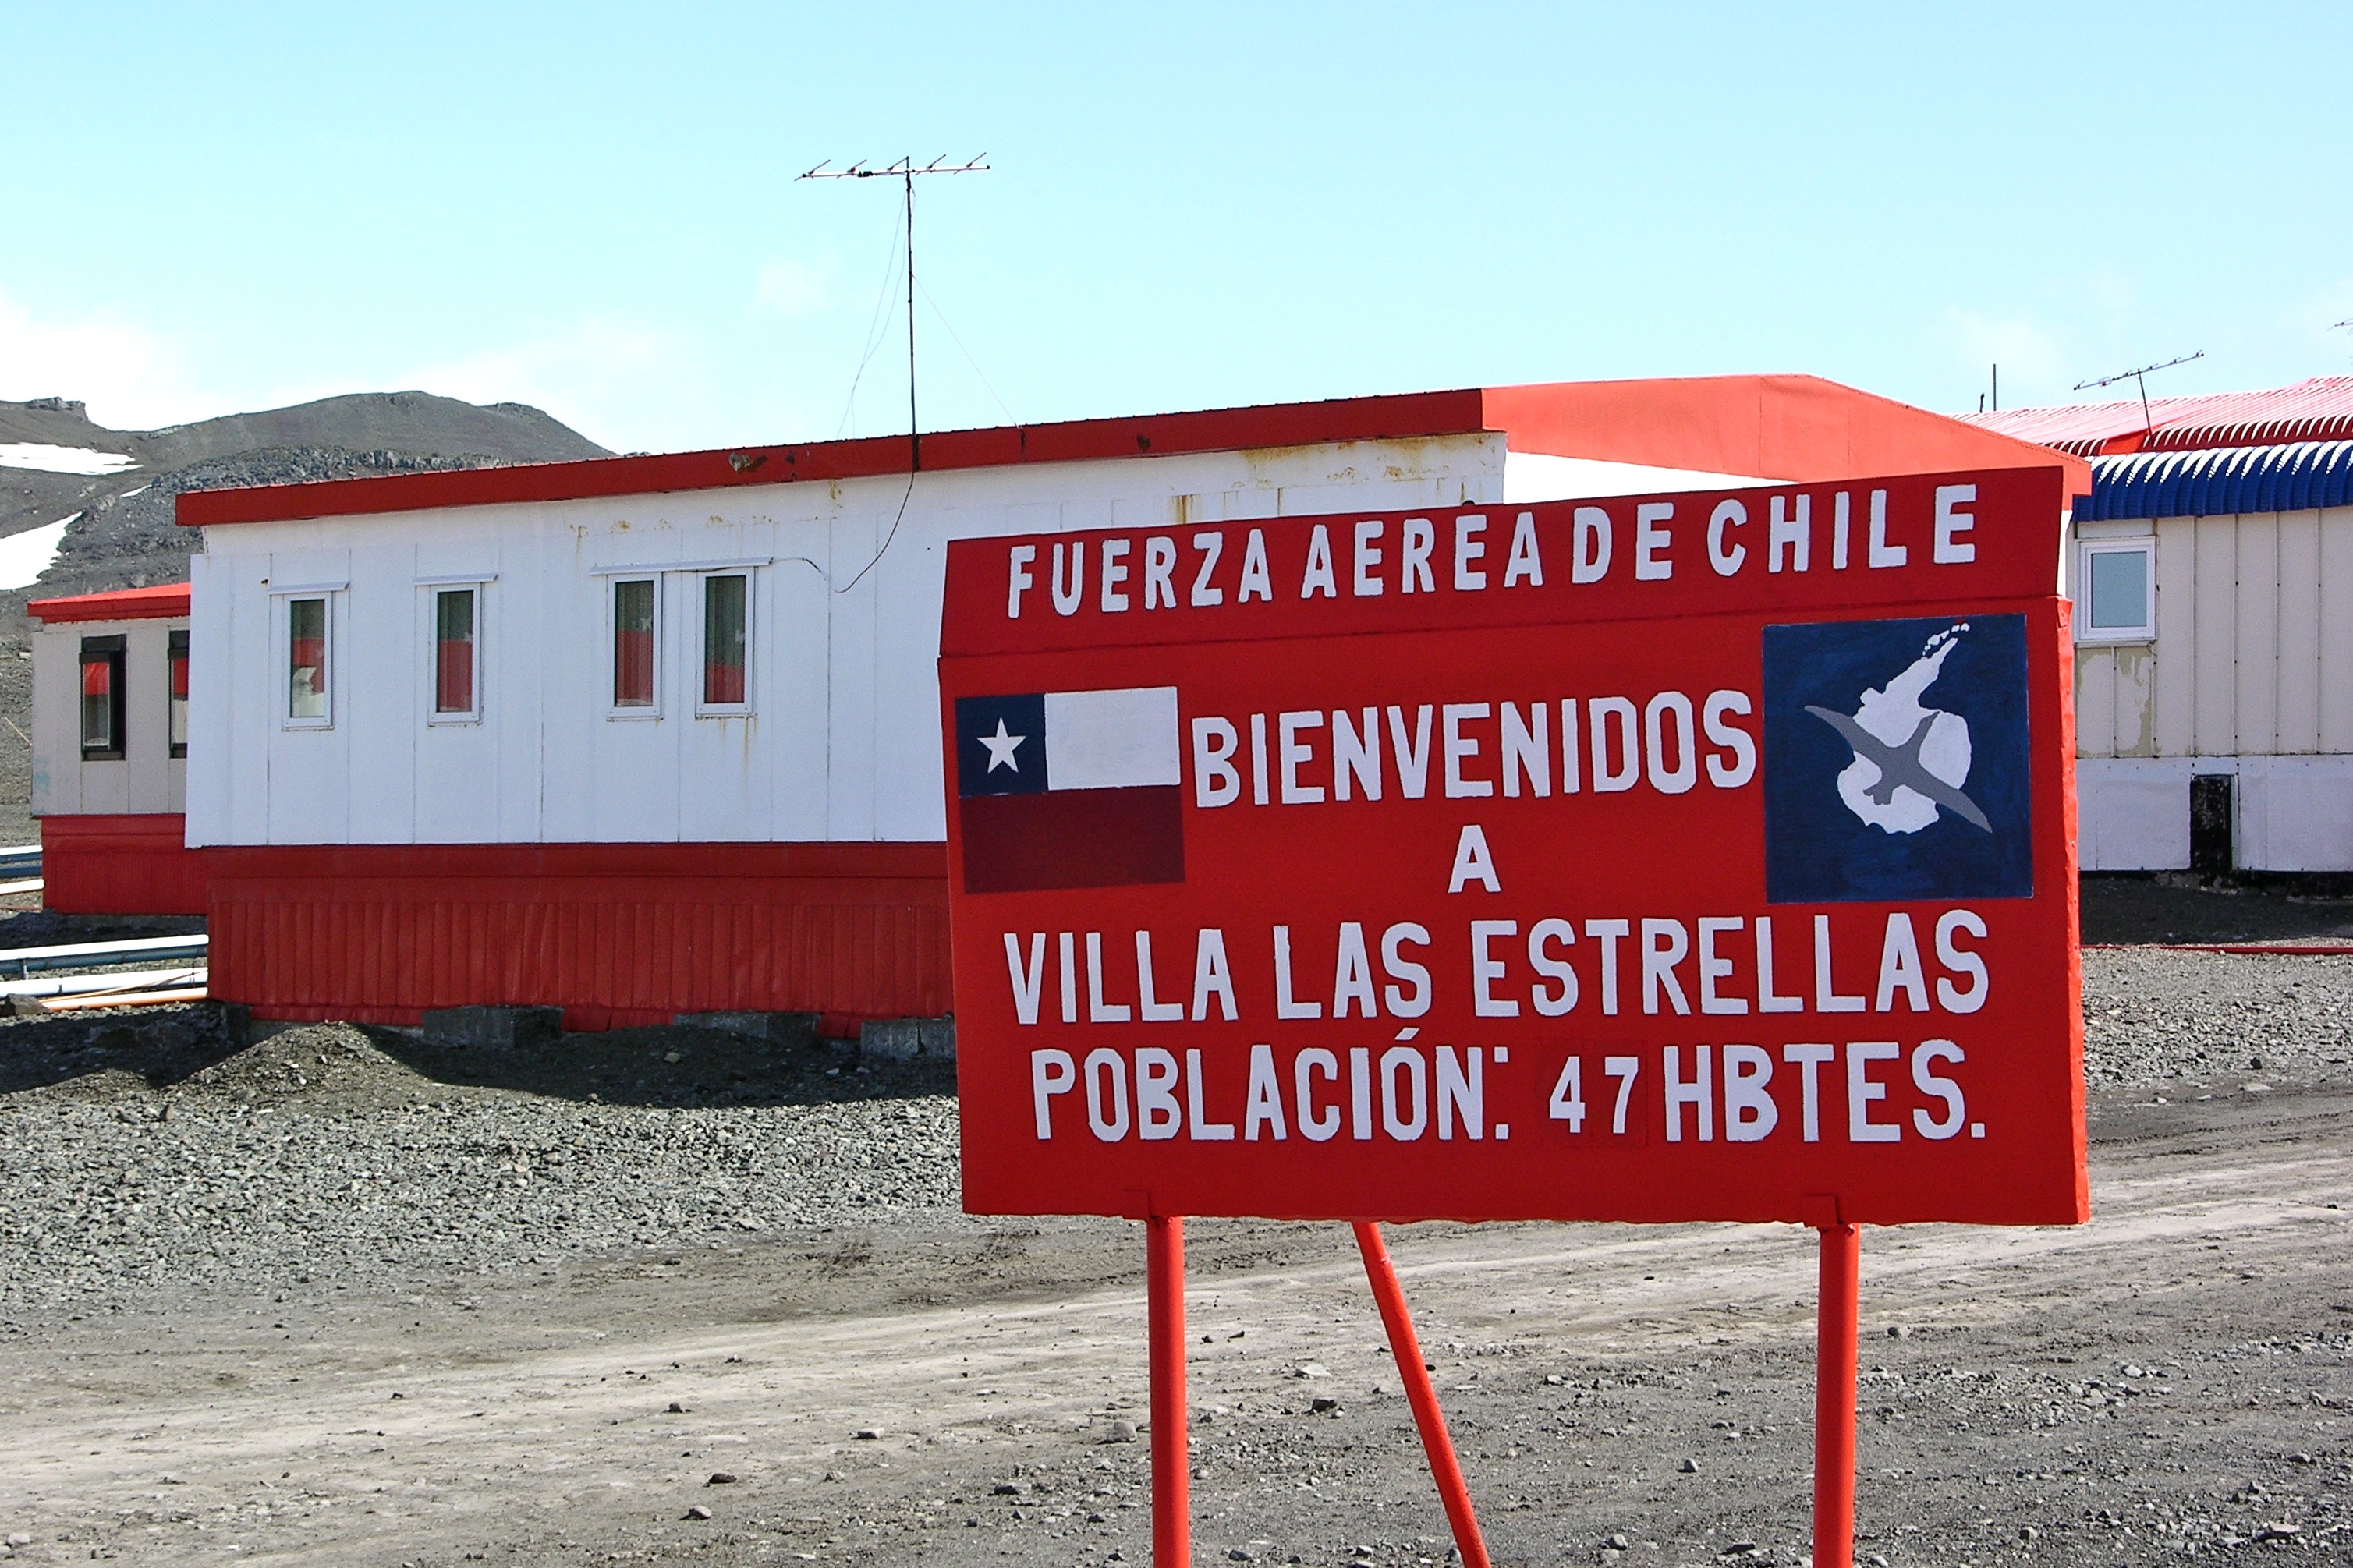 FUERZA AEREA DE CHILE
BIENVENIDOS
A
VILLA LAS ESTRELLAS
POBLACIÓN: 47 HBTES.